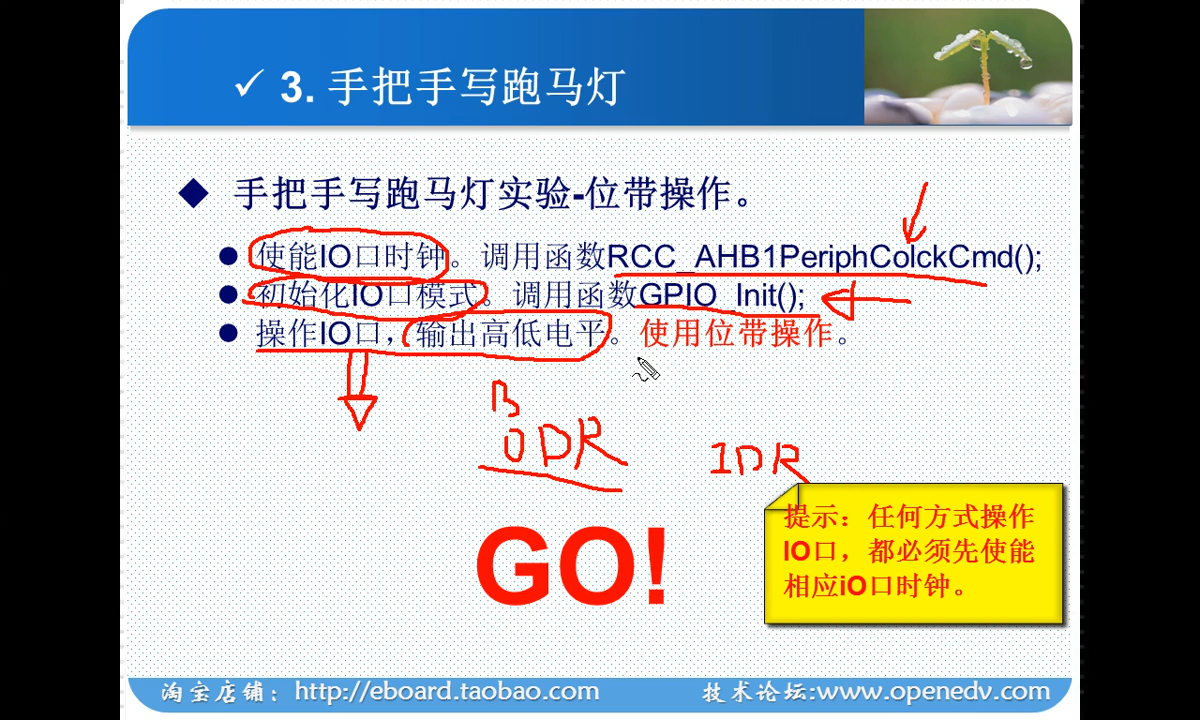 ✓ 3. 手把手写跑马灯
◆ 手把手写跑马灯实验-位带操作。
● 使能IO口时钟。调用函数RCC_AHB1PeriphColckCmd();
● 初始化IO口模式。调用函数GPIO_Init();
● 操作IO口，输出高低电平。使用位带操作。
ODR
IDR
GO!
提示：任何方式操作
IO口，都必须先使能
相应iO口时钟。
淘宝店铺：http://eboard.taobao.com
技术论坛:www.openedv.com